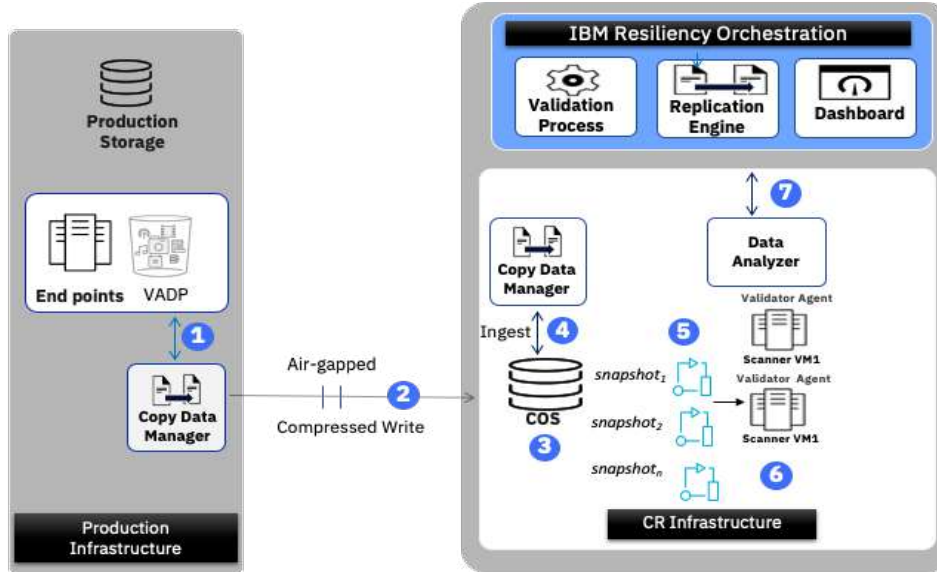 Production
Storage
End points
VADP
1
Copy Data
Manager
Production
Infrastructure
Air-gapped
2
Compressed Write
IBM Resiliency Orchestration
Validation
Process
Replication
Engine
Dashboard
7
Copy Data
Manager
Data
Analyzer
Ingest
4
COS
3
5
snapshot₁
snapshot₂
snapshotₙ
Validator Agent
Scanner VM1
Validator Agent
Scanner VM1
6
CR Infrastructure